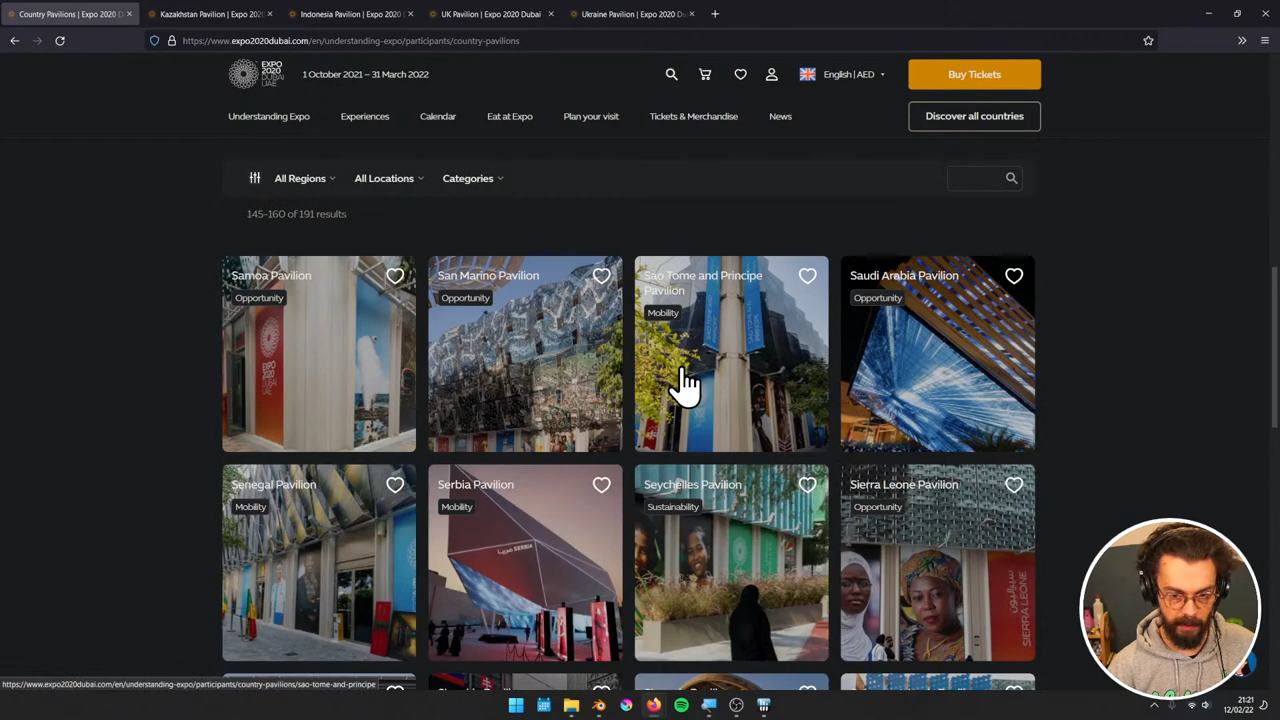 Country Pavilions | Expo 2020 D
Kazakhstan Pavilion | Expo 202
Indonesia Pavilion | Expo 2020
UK Pavilion | Expo 2020 Dubai
Ukraine Pavilion | Expo 2020 Du
https://www.expo2020dubai.com/en/understanding-expo/participants/country-pavilions
EXPO
2020
DUBAI
UAE
1 October 2021 – 31 March 2022
English | AED
Buy Tickets
Understanding Expo
Experiences
Calendar
Eat at Expo
Plan your visit
Tickets & Merchandise
News
Discover all countries
All Regions
All Locations
Categories
145-160 of 191 results
Samoa Pavilion
Opportunity
San Marino Pavilion
Opportunity
Sao Tome and Principe
Pavilion
Mobility
Saudi Arabia Pavilion
Opportunity
Senegal Pavilion
Mobility
Serbia Pavilion
Mobility
SERBIA
Seychelles Pavilion
Sustainability
Sierra Leone Pavilion
Opportunity
SIERRA LEONE
سيراليون
https://www.expo2020dubai.com/en/understanding-expo/participants/country-pavilions/sao-tome-and-principe
21:21
12/02/22